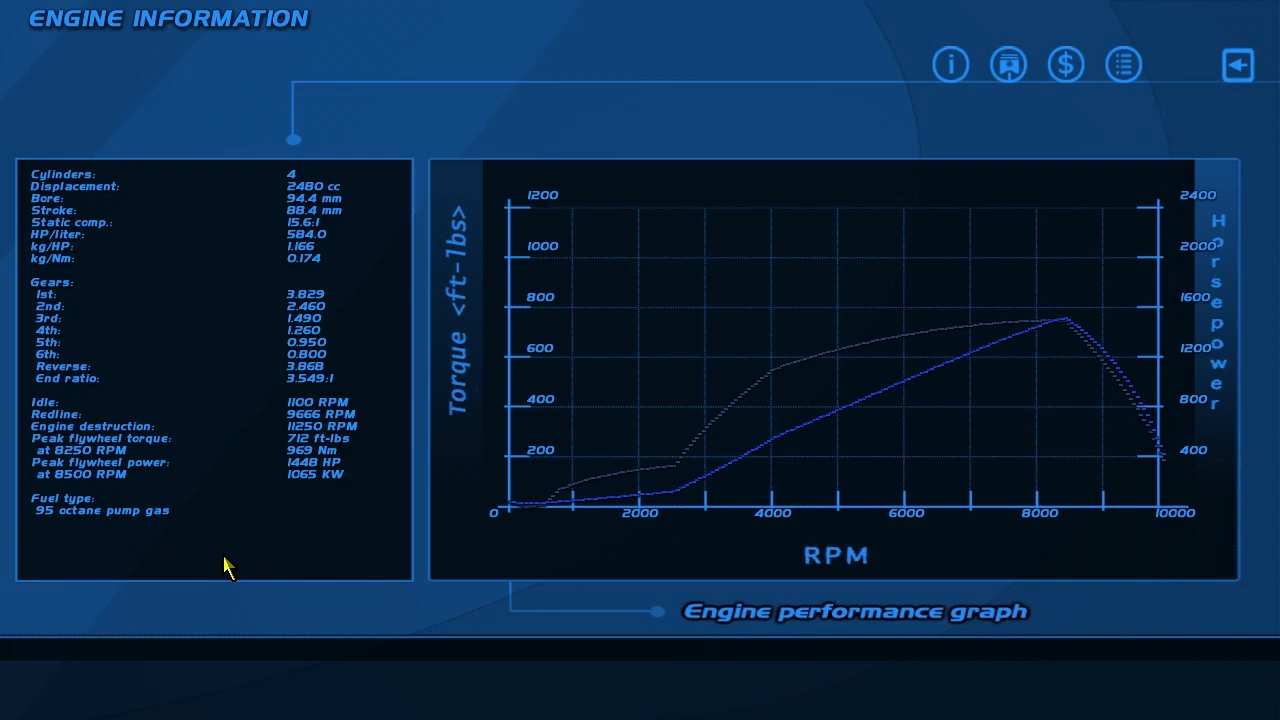 ENGINE INFORMATION
i $
Cylinders: 4
Displacement: 2480 cc
Bore: 94.4 mm
Stroke: 88.4 mm
Static comp.: 15.6:1
HP/liter: 584.0
kg/HP: 1.166
kg/Nm: 0.174
Gears:
1st: 3.829
2nd: 2.460
3rd: 1.490
4th: 1.260
5th: 0.950
6th: 0.800
Reverse: 3.868
End ratio: 3.549:1
Idle: 1100 RPM
Redline: 9666 RPM
Engine destruction: 11250 RPM
Peak flywheel torque: 712 ft-lbs
at 8250 RPM 969 Nm
Peak flywheel power: 1448 HP
at 8500 RPM 1065 KW
Fuel type:
95 octane pump gas
Torque <ft-lbs>
1200
1000
800
600
400
200
2400
2000
1600
1200
800
400
Horsepower
0 2000 4000 6000 8000 10000
RPM
Engine performance graph